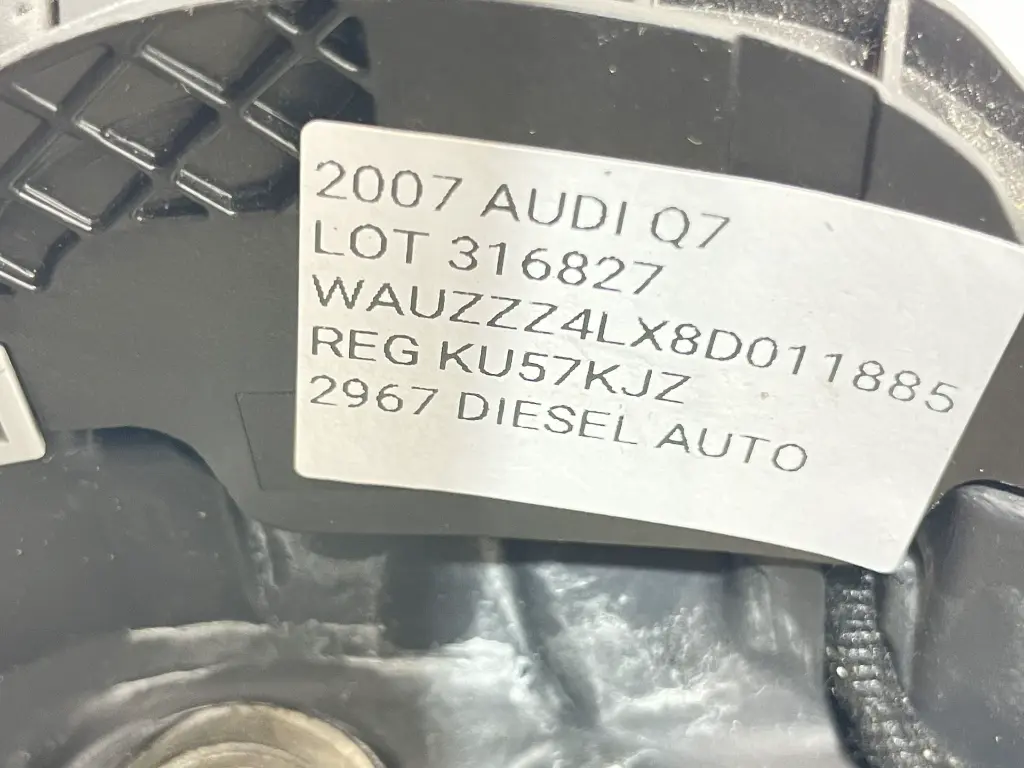 2007 AUDI Q7
LOT 316827
WAUZZZ4LX8D011885
REG KU57KJZ
2967 DIESEL AUTO